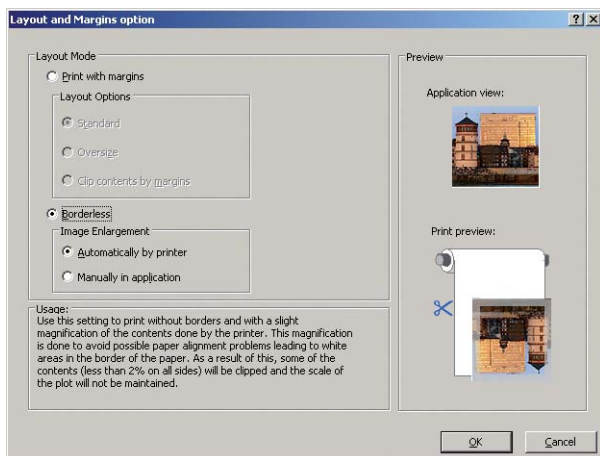 Layout and Margins option
Layout Mode
Print with margins
Layout Options
Standard
Oversize
Clip contents by margins
Borderless
Image Enlargement
Automatically by printer
Manually in application
Usage:
Use this setting to print without borders and with a slight
magnification of the contents done by the printer. This magnification
is done to avoid possible paper alignment problems leading to white
areas in the border of the paper. As a result of this, some of the
contents (less than 2% on all sides) will be clipped and the scale of
the plot will not be maintained.
Preview
Application view:
Print preview:
OK
Cancel